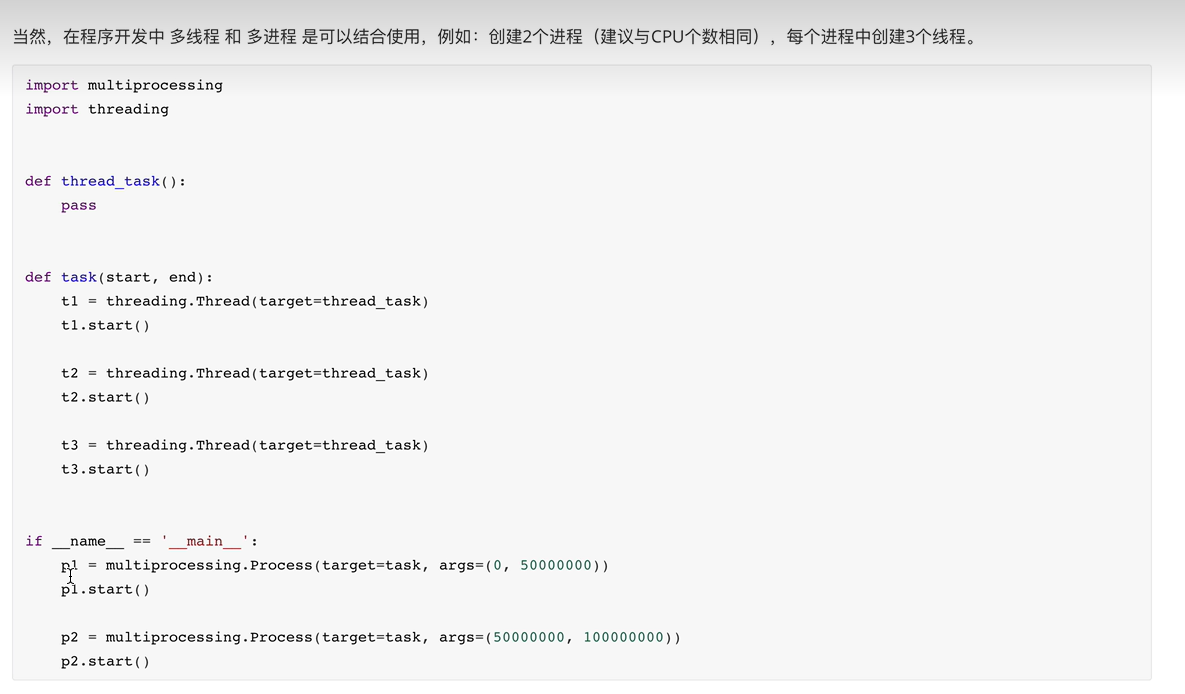 当然，在程序开发中 多线程 和 多进程 是可以结合使用，例如：创建2个进程（建议与CPU个数相同），每个进程中创建3个线程。
import multiprocessing
import threading
def thread_task():
    pass
def task(start, end):
    t1 = threading.Thread(target=thread_task)
    t1.start()
    t2 = threading.Thread(target=thread_task)
    t2.start()
    t3 = threading.Thread(target=thread_task)
    t3.start()
if __name__ == '__main__':
    p1 = multiprocessing.Process(target=task, args=(0, 50000000))
    p1.start()
    p2 = multiprocessing.Process(target=task, args=(50000000, 100000000))
    p2.start()